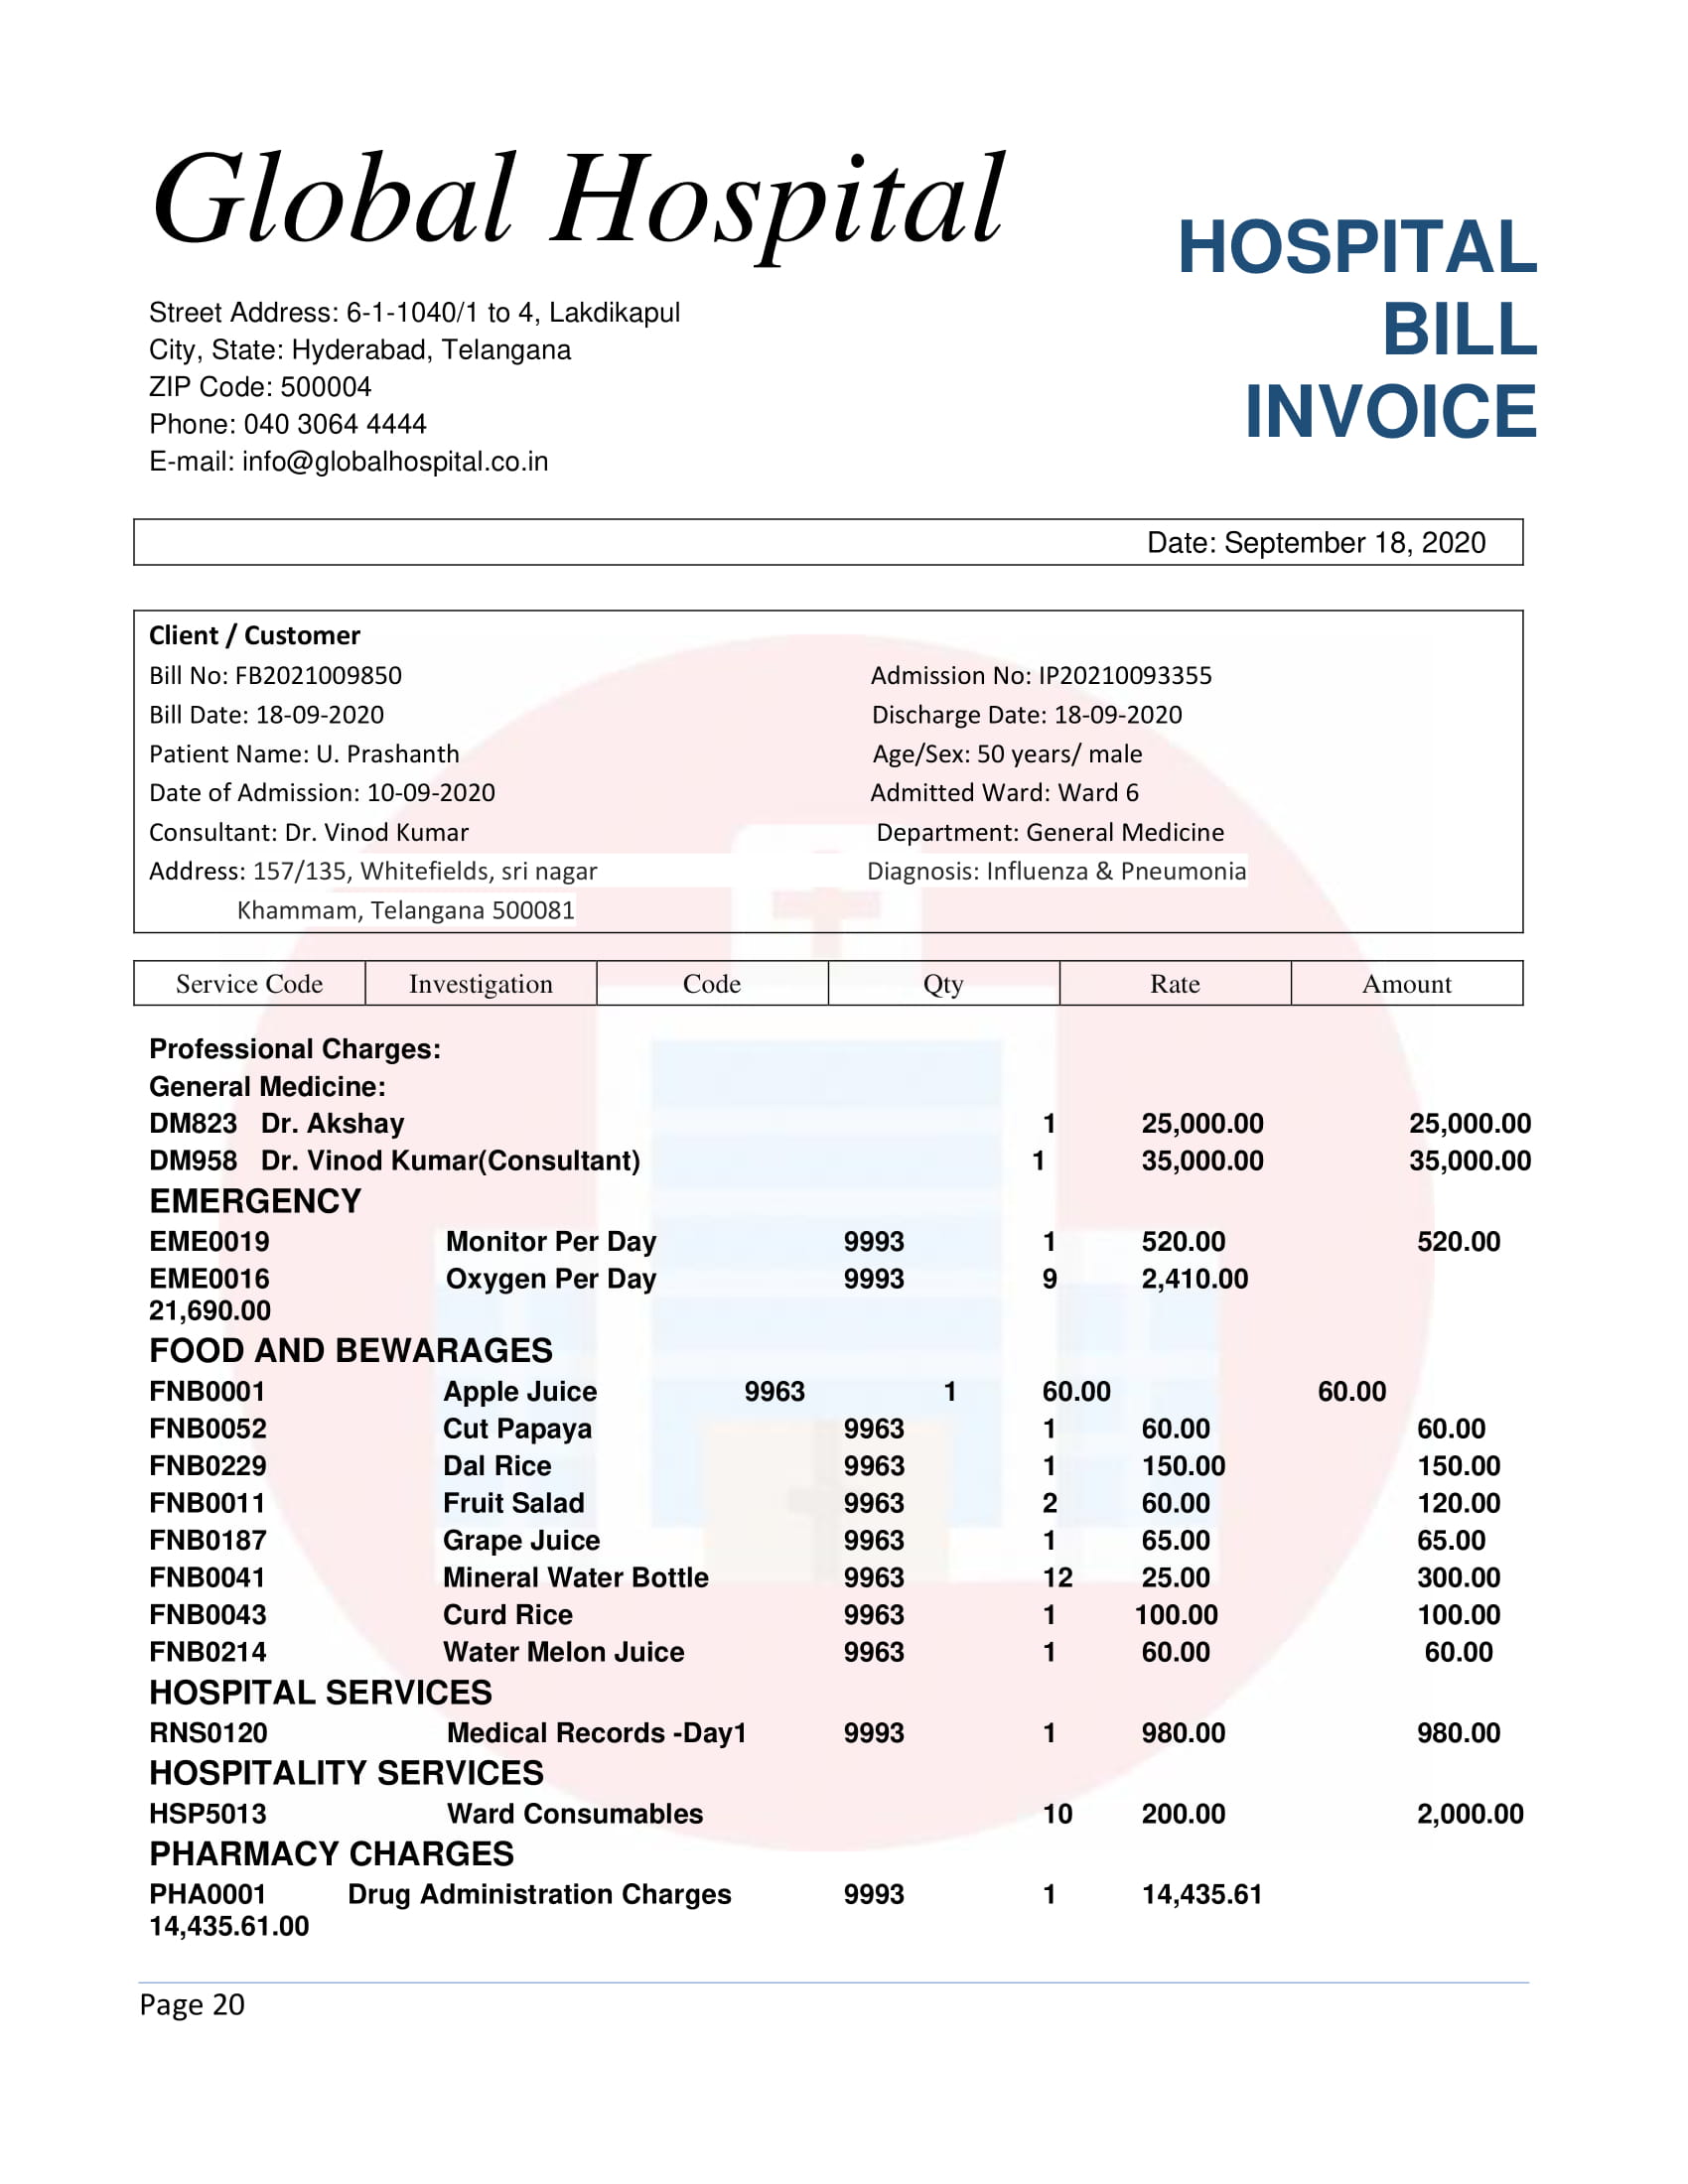 Global Hospital
HOSPITAL
BILL
INVOICE
Street Address: 6-1-1040/1 to 4, Lakdikapul
City, State: Hyderabad, Telangana
ZIP Code: 500004
Phone: 040 3064 4444
E-mail: info@globalhospital.co.in
Date: September 18, 2020
Client / Customer
Bill No: FB2021009850 Admission No: IP20210093355
Bill Date: 18-09-2020 Discharge Date: 18-09-2020
Patient Name: U. Prashanth Age/Sex: 50 years/ male
Date of Admission: 10-09-2020 Admitted Ward: Ward 6
Consultant: Dr. Vinod Kumar Department: General Medicine
Address: 157/135, Whitefields, sri nagar Diagnosis: Influenza & Pneumonia
Khammam, Telangana 500081
Service Code Investigation Code Qty Rate Amount
Professional Charges:
General Medicine:
DM823 Dr. Akshay 1 25,000.00 25,000.00
DM958 Dr. Vinod Kumar(Consultant) 1 35,000.00 35,000.00
EMERGENCY
EME0019 Monitor Per Day 9993 1 520.00 520.00
EME0016 Oxygen Per Day 9993 9 2,410.00
21,690.00
FOOD AND BEWARAGES
FNB0001 Apple Juice 9963 1 60.00 60.00
FNB0052 Cut Papaya 9963 1 60.00 60.00
FNB0229 Dal Rice 9963 1 150.00 150.00
FNB0011 Fruit Salad 9963 2 60.00 120.00
FNB0187 Grape Juice 9963 1 65.00 65.00
FNB0041 Mineral Water Bottle 9963 12 25.00 300.00
FNB0043 Curd Rice 9963 1 100.00 100.00
FNB0214 Water Melon Juice 9963 1 60.00 60.00
HOSPITAL SERVICES
RNS0120 Medical Records -Day1 9993 1 980.00 980.00
HOSPITALITY SERVICES
HSP5013 Ward Consumables 10 200.00 2,000.00
PHARMACY CHARGES
PHA0001 Drug Administration Charges 9993 1 14,435.61
14,435.61.00
Page 20